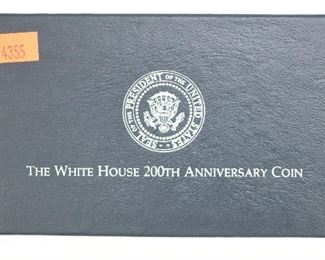 4355
SEAL OF THE PRESIDENT OF THE UNITED STATES
THE WHITE HOUSE 200TH ANNIVERSARY COIN